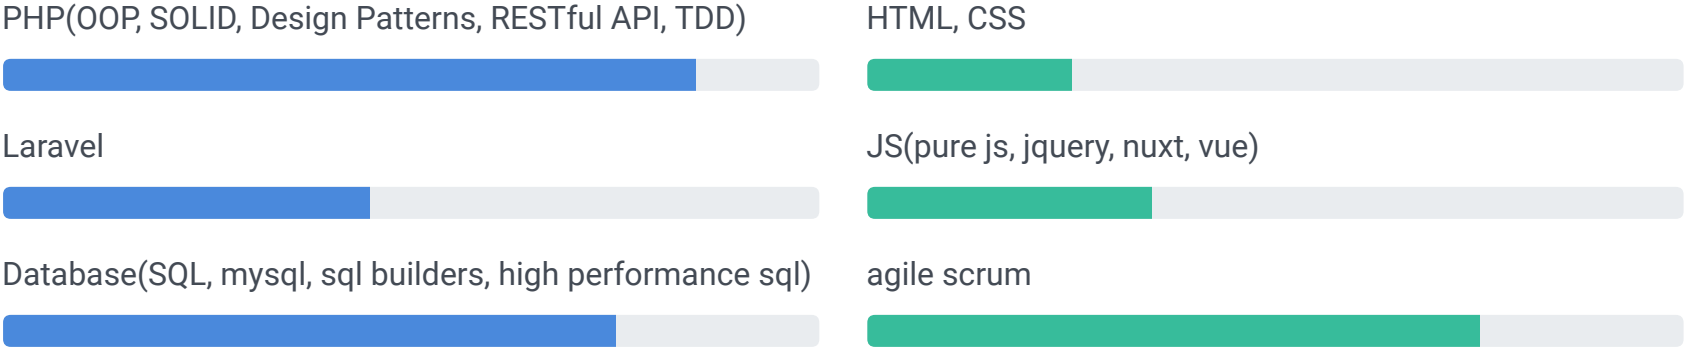 PHP(OOP, SOLID, Design Patterns, RESTful API, TDD)
Laravel
Database(SQL, mysql, sql builders, high performance sql)
HTML, CSS
JS(pure js, jquery, nuxt, vue)
agile scrum